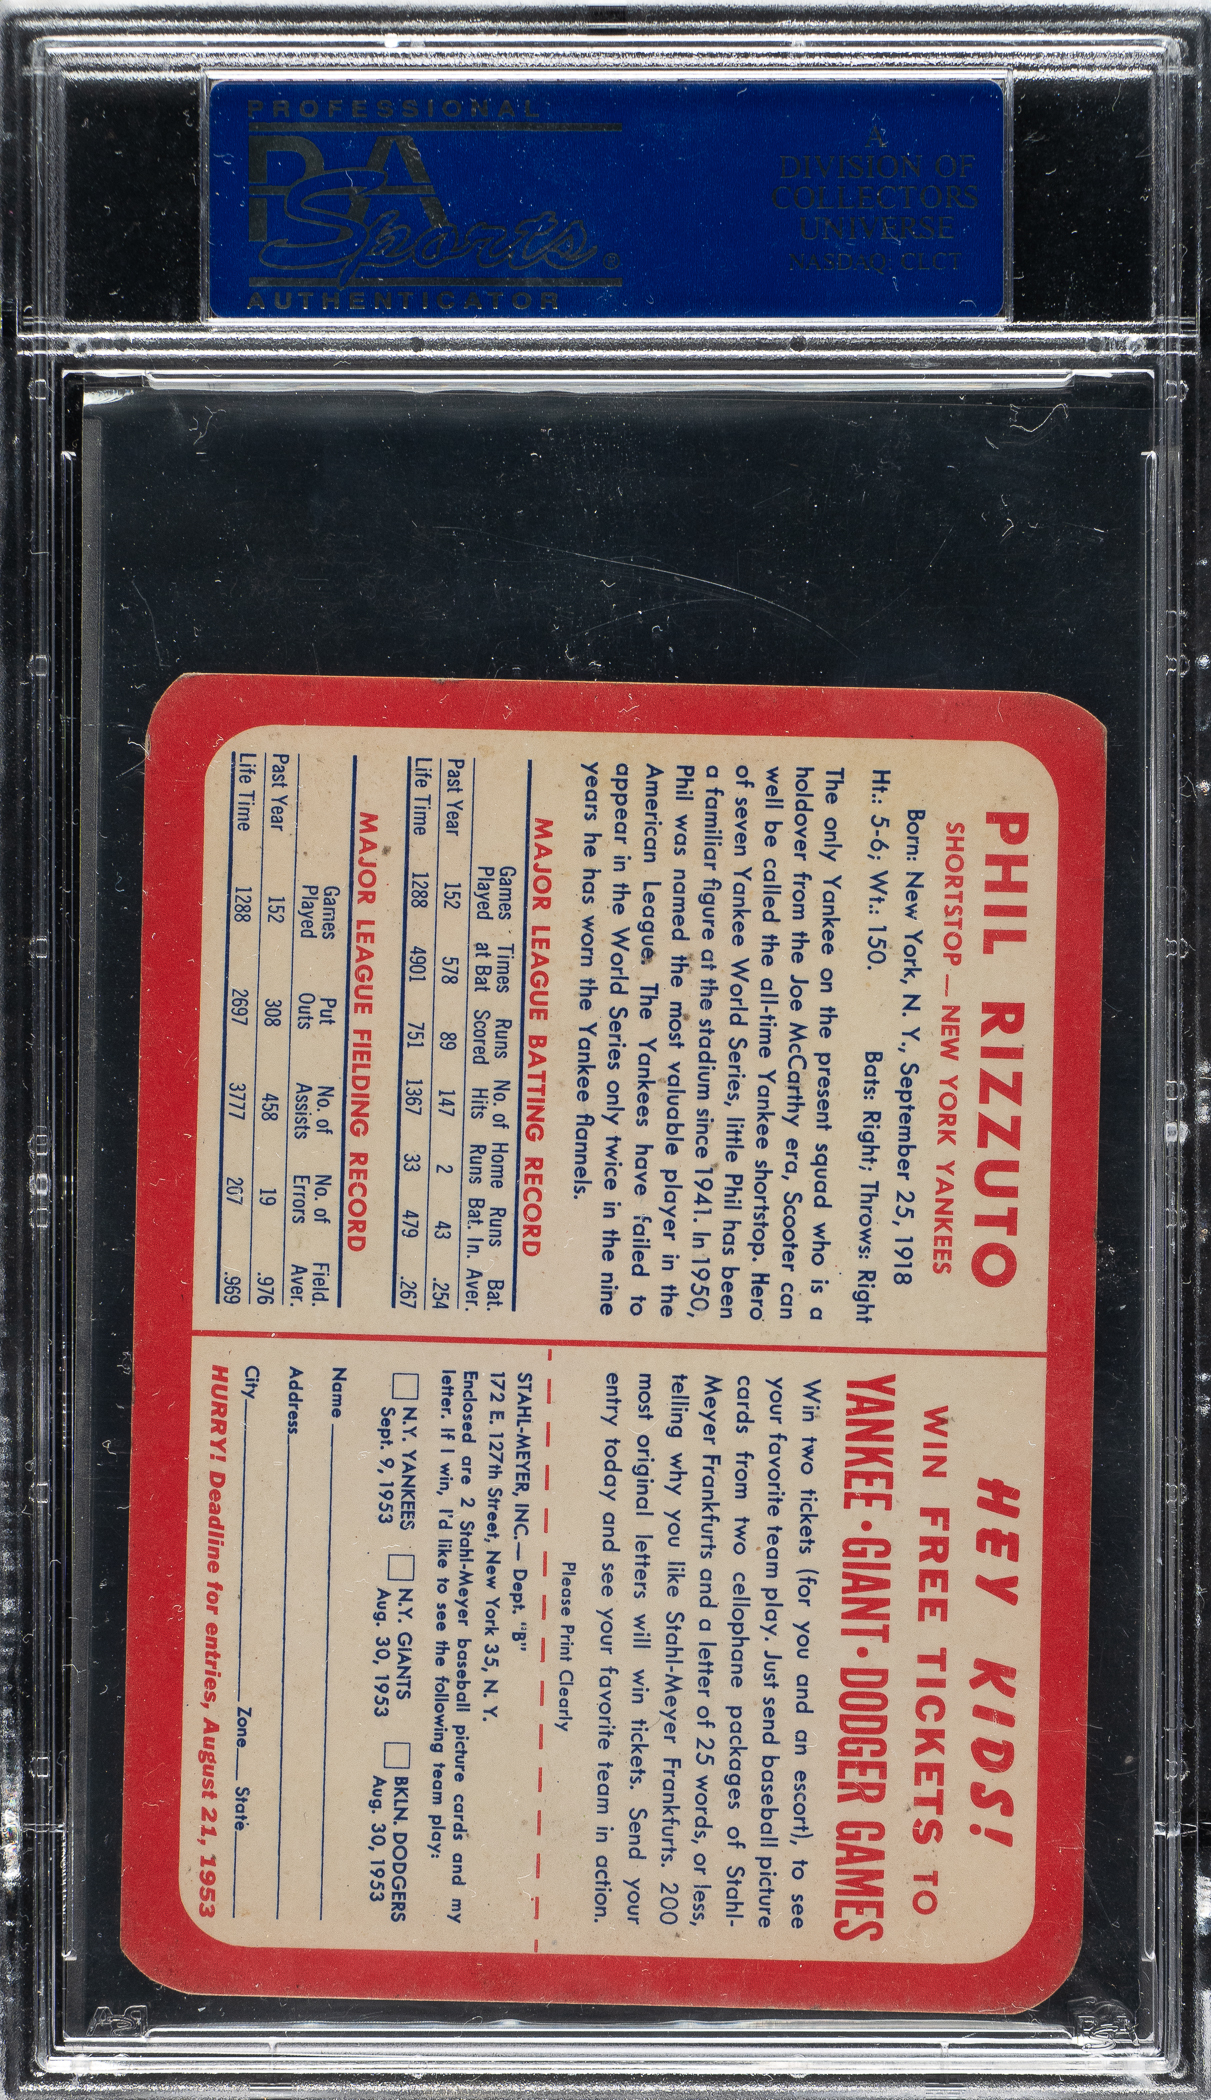 PROFESSIONAL
PSA
Sports®
AUTHENTICATOR
A
DIVISION OF
COLLECTORS
UNIVERSE
NASDAQ: CLCT
PHIL RIZZUTO
SHORTSTOP — NEW YORK YANKEES
Born: New York, N. Y., September 25, 1918
Ht.: 5-6; Wt.: 150. Bats: Right; Throws: Right
The only Yankee on the present squad who is a
holdover from the Joe McCarthy era, Scooter can
well be called the all-time Yankee shortstop. Hero
of seven Yankee World Series, little Phil has been
a familiar figure at the stadium since 1941. In 1950,
Phil was named the most valuable player in the
American League. The Yankees have failed to
appear in the World Series only twice in the nine
years he has worn the Yankee flannels.
MAJOR LEAGUE BATTING RECORD
Games Times Runs No. of Home Runs Bat.
Played at Bat Scored Hits Runs Bat. In. Aver.
Past Year 152 578 89 147 2 43 .254
Life Time 1288 4901 751 1367 33 479 .267
MAJOR LEAGUE FIELDING RECORD
Games Put No. of No. of Field.
Played Outs Assists Errors Aver.
Past Year 152 308 458 19 .976
Life Time 1288 2697 3777 267 .969
HEY KIDS!
WIN FREE TICKETS TO
YANKEE • GIANT • DODGER GAMES
Win two tickets (for you and an escort), to see
your favorite team play. Just send baseball picture
cards from two cellophane packages of Stahl-
Meyer Frankfurts and a letter of 25 words, or less,
telling why you like Stahl-Meyer Frankfurts. 200
most original letters will win tickets. Send your
entry today and see your favorite team in action.
Please Print Clearly
STAHL-MEYER, INC.— Dept. "B"
172 E. 127th Street, New York 35, N. Y.
Enclosed are 2 Stahl-Meyer baseball picture cards and my
letter. If I win, I'd like to see the following team play:
N.Y. YANKEES N.Y. GIANTS BKLN. DODGERS
Sept. 9, 1953 Aug. 30, 1953 Aug. 30, 1953
Name
Address
City Zone State
HURRY! Deadline for entries, August 21, 1953
PSA
PSA